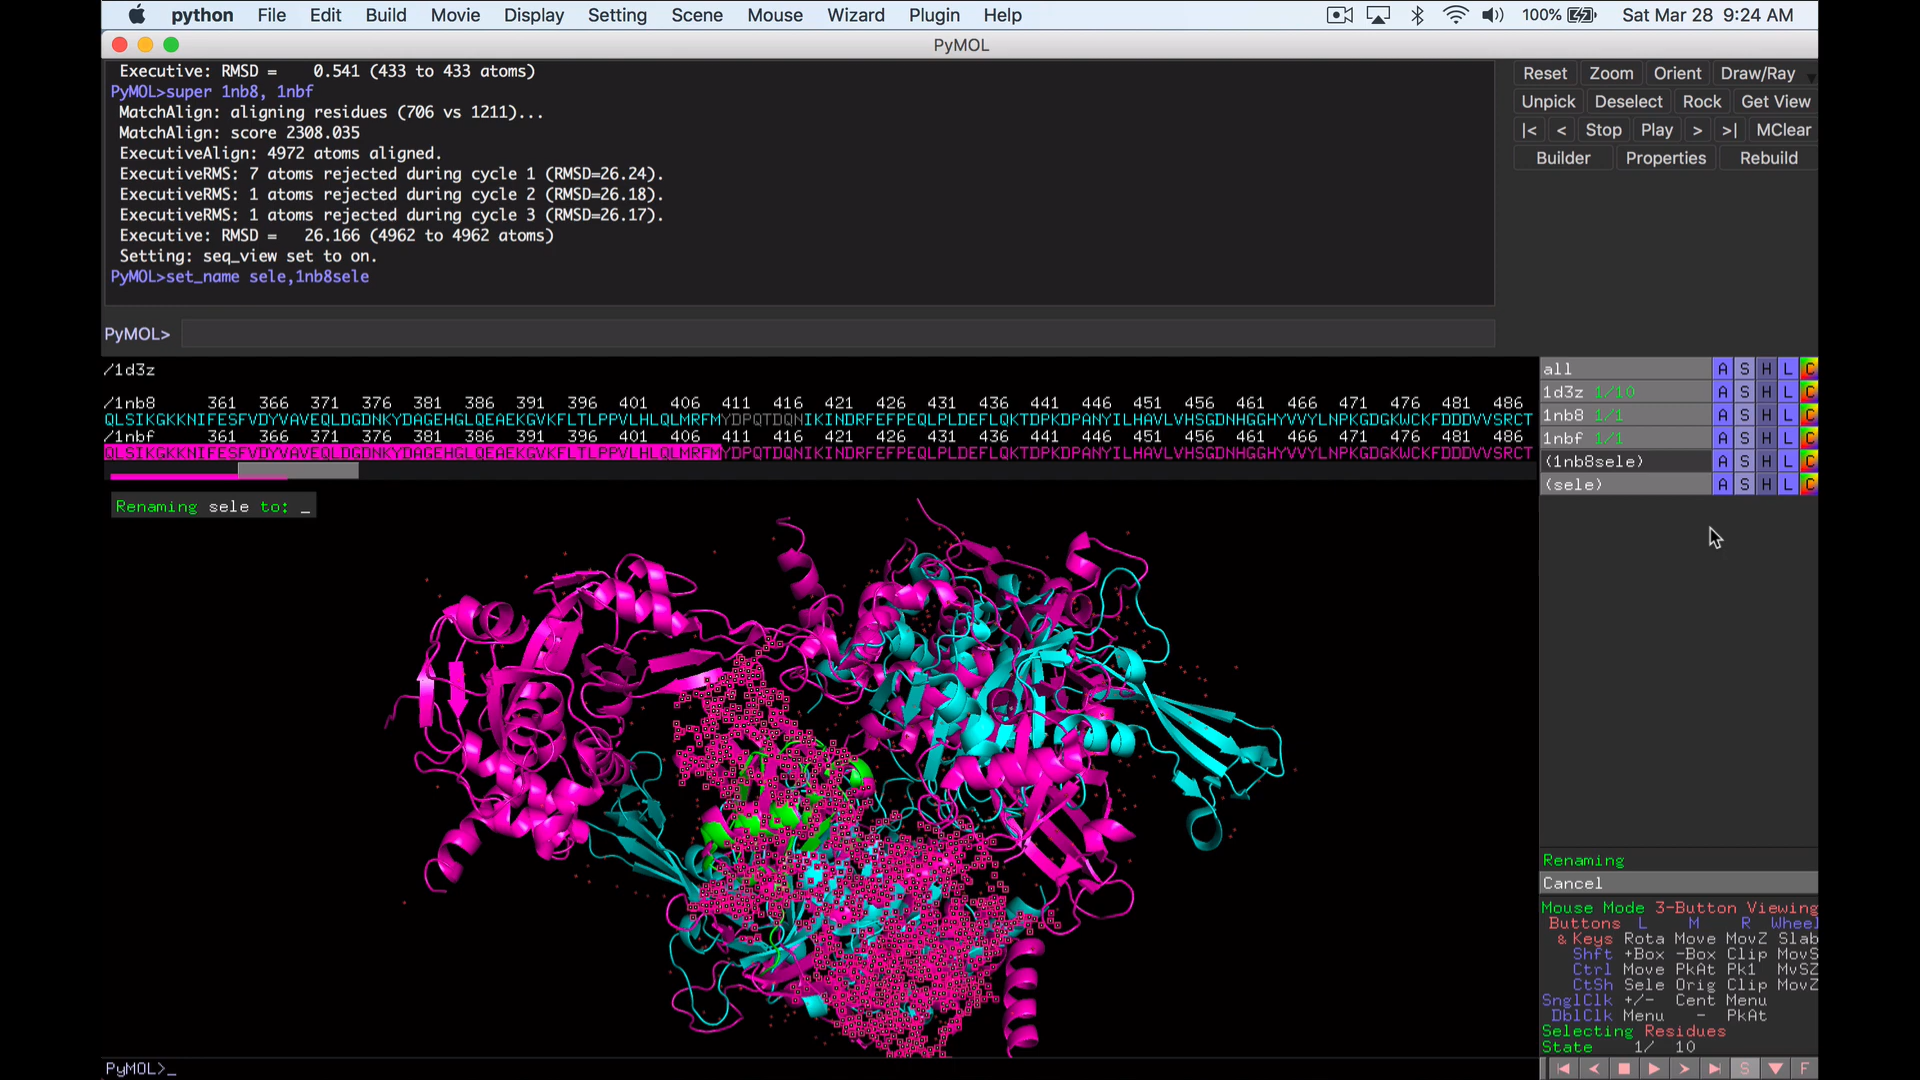 python File Edit Build Movie Display Setting Scene Mouse Wizard Plugin Help 100% Sat Mar 28 9:24 AM
PyMOL
Executive: RMSD = 0.541 (433 to 433 atoms)
PyMOL>super 1nb8, 1nbf
MatchAlign: aligning residues (706 vs 1211)...
MatchAlign: score 2308.035
ExecutiveAlign: 4972 atoms aligned.
ExecutiveRMS: 7 atoms rejected during cycle 1 (RMSD=26.24).
ExecutiveRMS: 1 atoms rejected during cycle 2 (RMSD=26.18).
ExecutiveRMS: 1 atoms rejected during cycle 3 (RMSD=26.17).
Executive: RMSD = 26.166 (4962 to 4962 atoms)
Setting: seq_view set to on.
PyMOL>set_name sele,1nb8sele
PyMOL>
Reset Zoom Orient Draw/Ray
Unpick Deselect Rock Get View
|< < Stop Play > >| MClear
Builder Properties Rebuild
/1d3z
/1nb8 361 366 371 376 381 386 391 396 401 406 411 416 421 426 431 436 441 446 451 456 461 466 471 476 481 486
QLSIKGKKNIFESFVDYVAVEQLDGDNKYDAGEHGLQEAEKGVKFLTLPPVLHLQLMRFMYDPQTDQNIKINDRFEFPEQLPLDEFLQKTDPKDPANYILHAVLVHSGDNHGGHYVVYLNPKGDGKWCKFDDDVVSRCT
/1nbf 361 366 371 376 381 386 391 396 401 406 411 416 421 426 431 436 441 446 451 456 461 466 471 476 481 486
QLSIKGKKNIFESFVDYVAVEQLDGDNKYDAGEHGLQEAEKGVKFLTLPPVLHLQLMRFMYDPQTDQNIKINDRFEFPEQLPLDEFLQKTDPKDPANYILHAVLVHSGDNHGGHYVVYLNPKGDGKWCKFDDDVVSRCT
Renaming sele to: _
all A S H L C
1d3z 1/10 A S H L C
1nb8 1/1 A S H L C
1nbf 1/1 A S H L C
(1nb8sele) A S H L C
(sele) A S H L C
Renaming
Cancel
Mouse Mode 3-Button Viewing
Buttons L M R Wheel
& Keys Rota Move MovZ Slab
Shft +Box -Box Clip MovS
Ctrl Move PkAt Pk1 MvSZ
CtSh Sele Orig Clip MovZ
SnglClk +/- Cent Menu
DblClk Menu - PkAt
Selecting Residues
State 1/ 10
PyMOL>_
S F